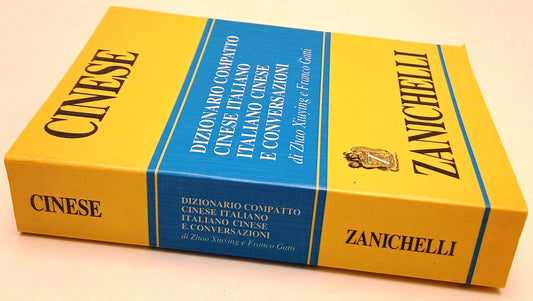 CINESE
DIZIONARIO COMPATTO
CINESE ITALIANO
ITALIANO CINESE
E CONVERSAZIONI
di Zhao Xiuying e Franco Gatti
ZANICHELLI
CINESE
DIZIONARIO COMPATTO
CINESE ITALIANO
ITALIANO CINESE
E CONVERSAZIONI
di Zhao Xiuying e Franco Gatti
ZANICHELLI